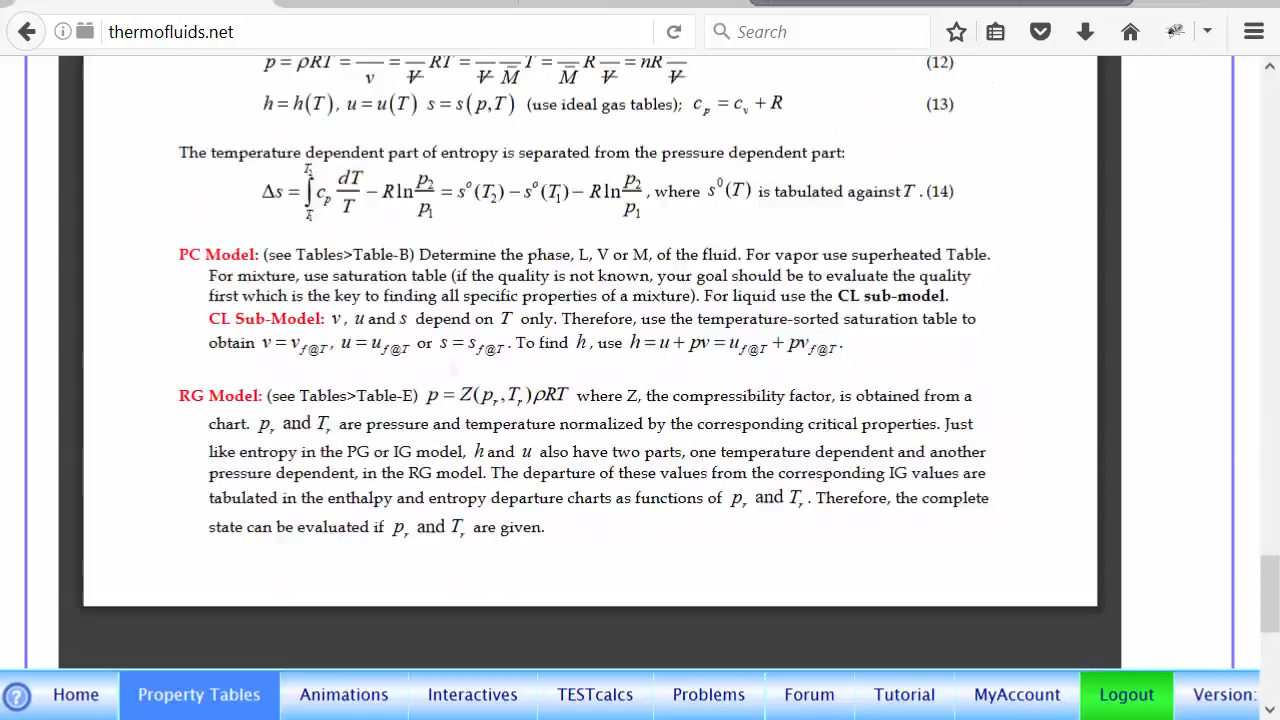 thermofluids.net
Search
p = ρRT = v RT = V V M̄ T = M̄ R V = nR V (12)
h = h(T), u = u(T) s = s(p,T) (use ideal gas tables); c_p = c_v + R (13)
The temperature dependent part of entropy is separated from the pressure dependent part:
Δs = ∫_{T₁}^{T₂} c_p dT/T − R ln p₂/p₁ = s°(T₂) − s°(T₁) − R ln p₂/p₁, where s⁰(T) is tabulated against T. (14)
PC Model: (see Tables>Table-B) Determine the phase, L, V or M, of the fluid. For vapor use superheated Table.
For mixture, use saturation table (if the quality is not known, your goal should be to evaluate the quality
first which is the key to finding all specific properties of a mixture). For liquid use the CL sub-model.
CL Sub-Model: v, u and s depend on T only. Therefore, use the temperature-sorted saturation table to
obtain v = v_{f@T}, u = u_{f@T} or s = s_{f@T}. To find h, use h = u + pv = u_{f@T} + pv_{f@T}.
RG Model: (see Tables>Table-E) p = Z(p_r, T_r)ρRT where Z, the compressibility factor, is obtained from a
chart. p_r and T_r are pressure and temperature normalized by the corresponding critical properties. Just
like entropy in the PG or IG model, h and u also have two parts, one temperature dependent and another
pressure dependent, in the RG model. The departure of these values from the corresponding IG values are
tabulated in the enthalpy and entropy departure charts as functions of p_r and T_r. Therefore, the complete
state can be evaluated if p_r and T_r are given.
? Home Property Tables Animations Interactives TESTcalcs Problems Forum Tutorial MyAccount Logout Version: